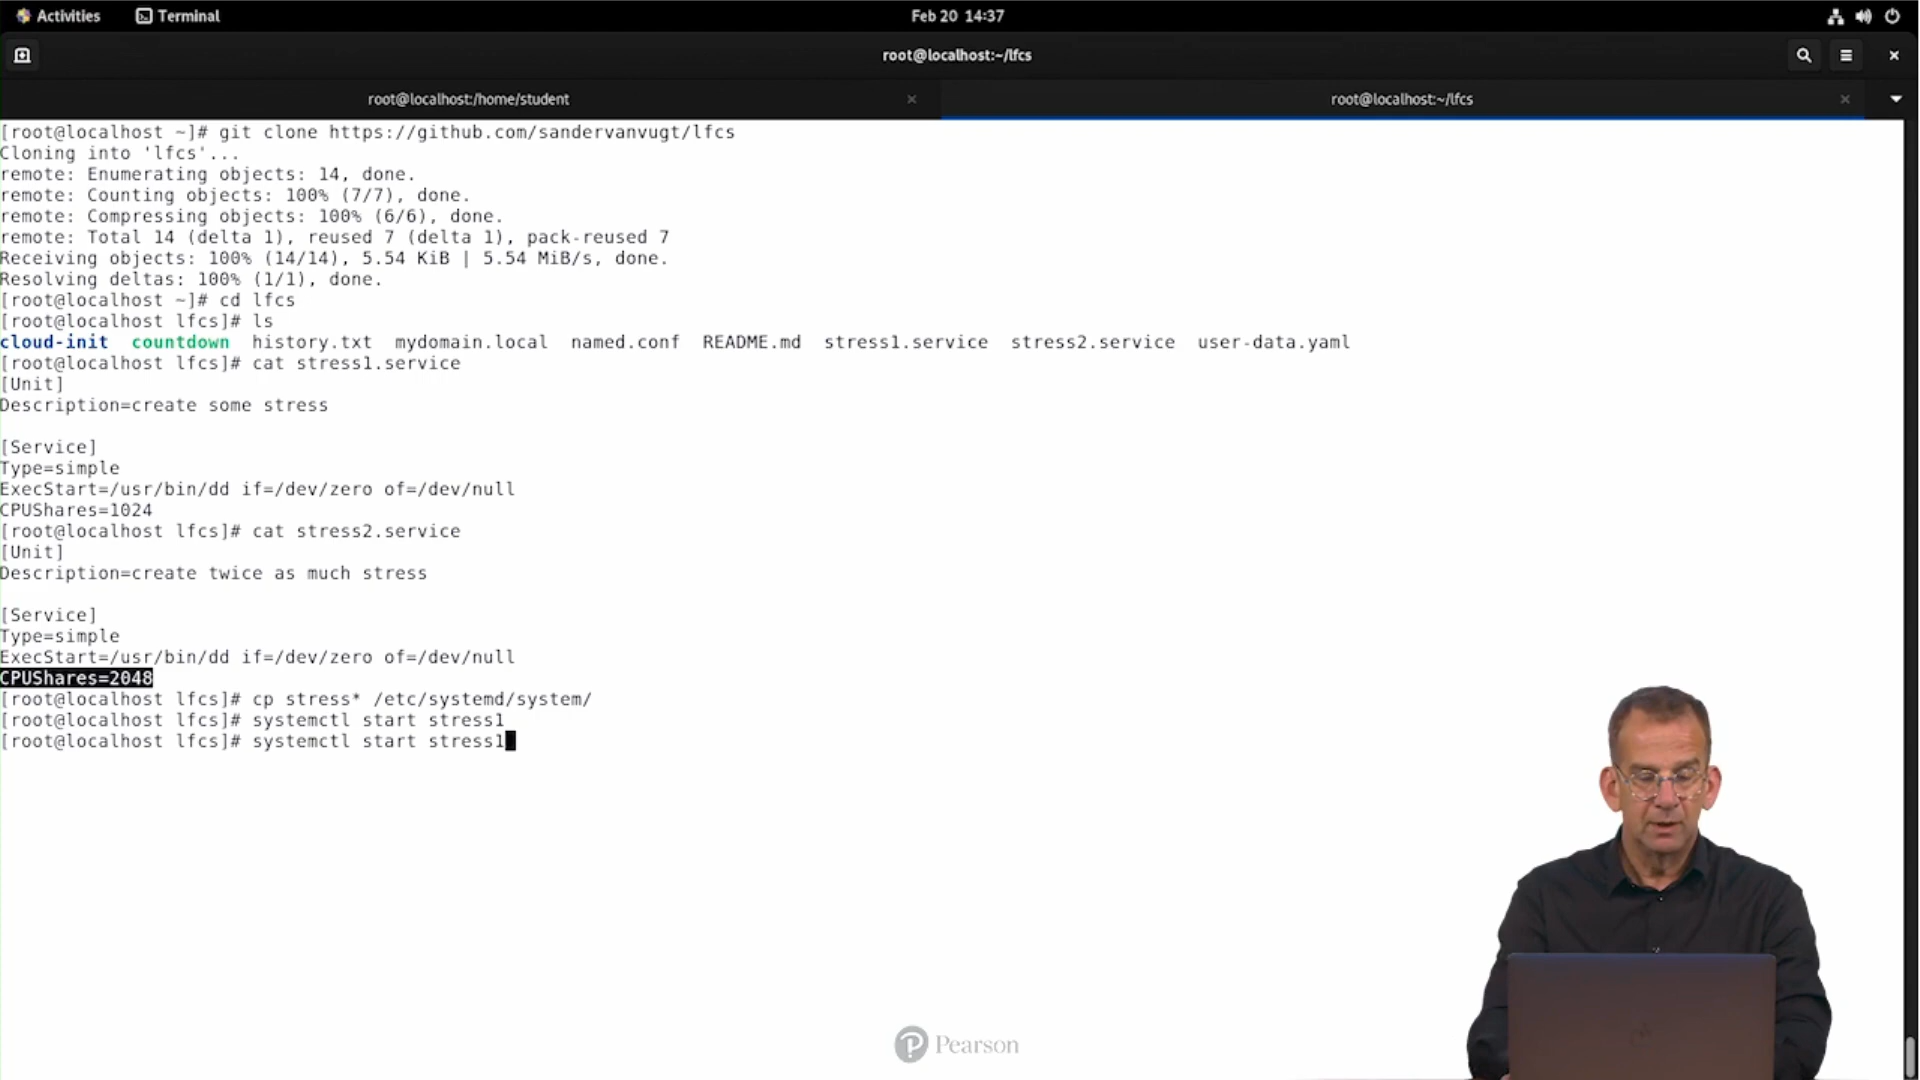 Activities
Terminal
Feb 20 14:37
root@localhost:~/lfcs
root@localhost:/home/student
root@localhost:~/lfcs
[root@localhost ~]# git clone https://github.com/sandervanvugt/lfcs
Cloning into 'lfcs'...
remote: Enumerating objects: 14, done.
remote: Counting objects: 100% (7/7), done.
remote: Compressing objects: 100% (6/6), done.
remote: Total 14 (delta 1), reused 7 (delta 1), pack-reused 7
Receiving objects: 100% (14/14), 5.54 KiB | 5.54 MiB/s, done.
Resolving deltas: 100% (1/1), done.
[root@localhost ~]# cd lfcs
[root@localhost lfcs]# ls
cloud-init countdown history.txt mydomain.local named.conf README.md stress1.service stress2.service user-data.yaml
[root@localhost lfcs]# cat stress1.service
[Unit]
Description=create some stress
[Service]
Type=simple
ExecStart=/usr/bin/dd if=/dev/zero of=/dev/null
CPUShares=1024
[root@localhost lfcs]# cat stress2.service
[Unit]
Description=create twice as much stress
[Service]
Type=simple
ExecStart=/usr/bin/dd if=/dev/zero of=/dev/null
CPUShares=2048
[root@localhost lfcs]# cp stress* /etc/systemd/system/
[root@localhost lfcs]# systemctl start stress1
[root@localhost lfcs]# systemctl start stress1
Pearson